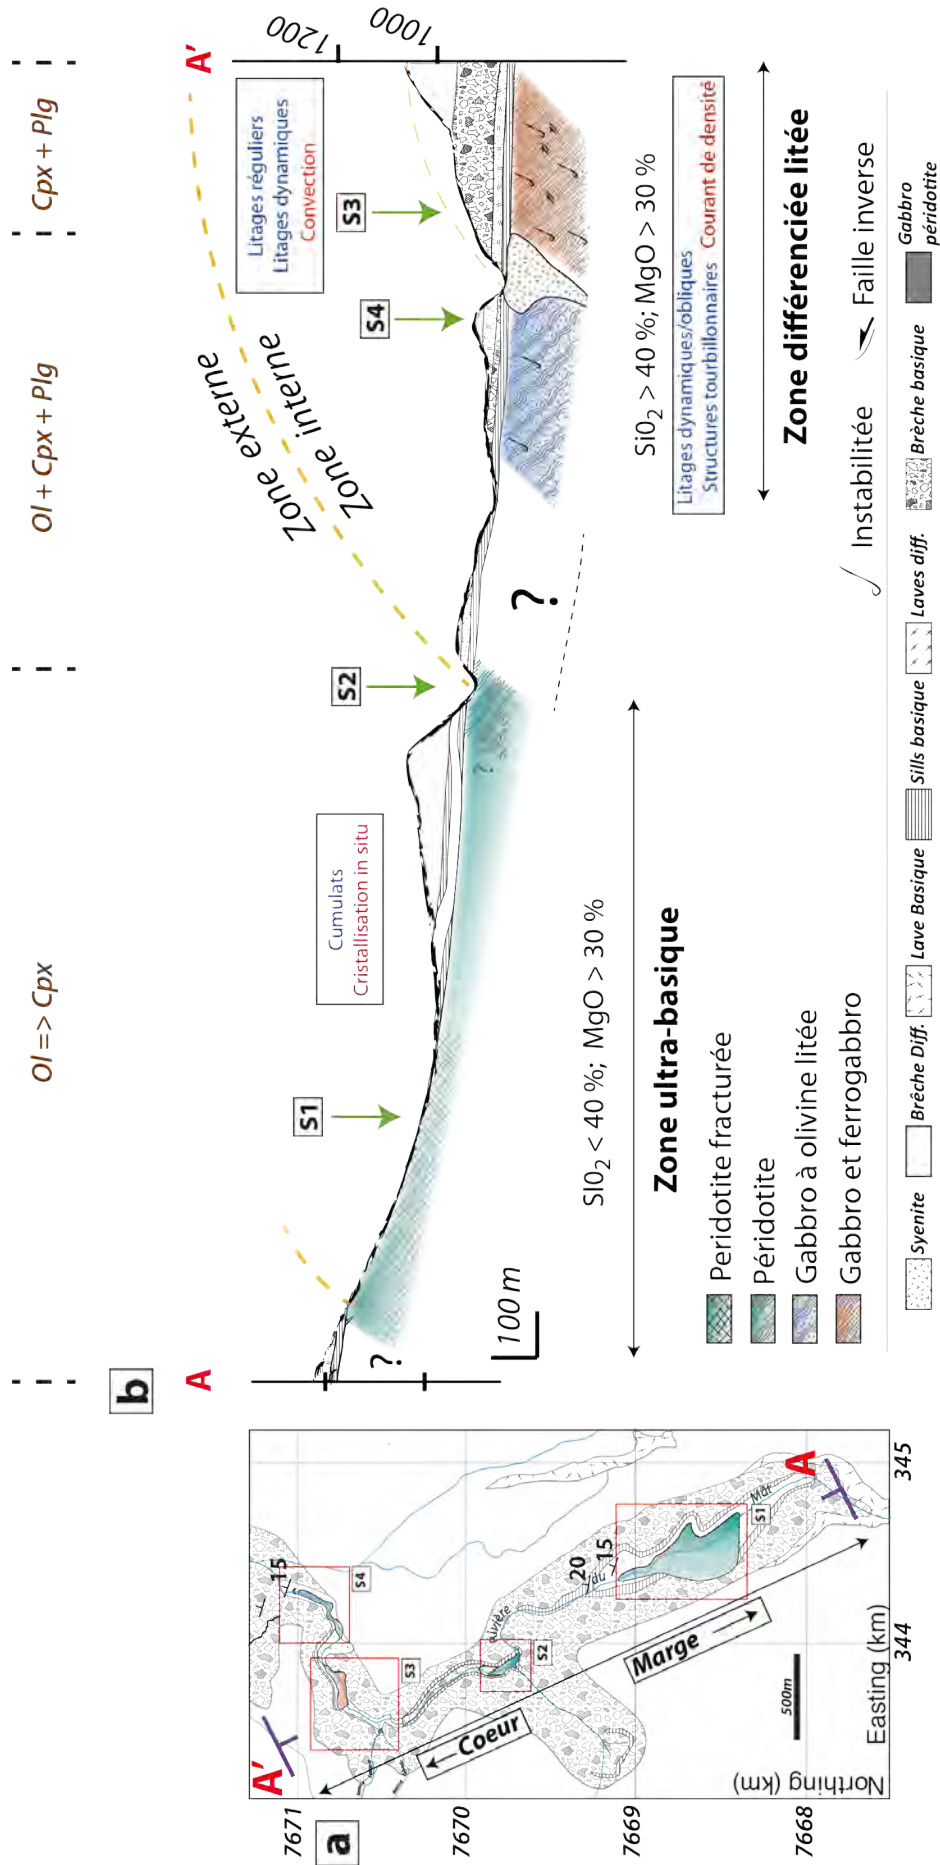 Ol => Cpx
Ol + Cpx + Plg
Cpx + Plg
b
A
A'
1200
1000
Zone externe
Zone interne
S1
S2
S4
S3
Cumulats
Cristallisation in situ
Litages réguliers
Litages dynamiques
Convection
?
?
?
100 m
SIO2 < 40 %; MgO > 30 %
Zone ultra-basique
SiO2 > 40 %; MgO > 30 %
Litages dynamiques/obliques
Structures tourbillonnaires
Courant de densité
Zone différenciée litée
Peridotite fracturée
Péridotite
Gabbro à olivine litée
Gabbro et ferrogabbro
Instabilitée
Faille inverse
Syenite
Brêche Diff.
Lave Basique
Sills basique
Laves diff.
Brèche basique
Gabbro
péridotite
a
A'
A
7671
7670
7669
7668
Northing (km)
345
344
Easting (km)
15
S4
S3
S2
S1
20
15
Rivière
du
Mât
Coeur
Marge
500m